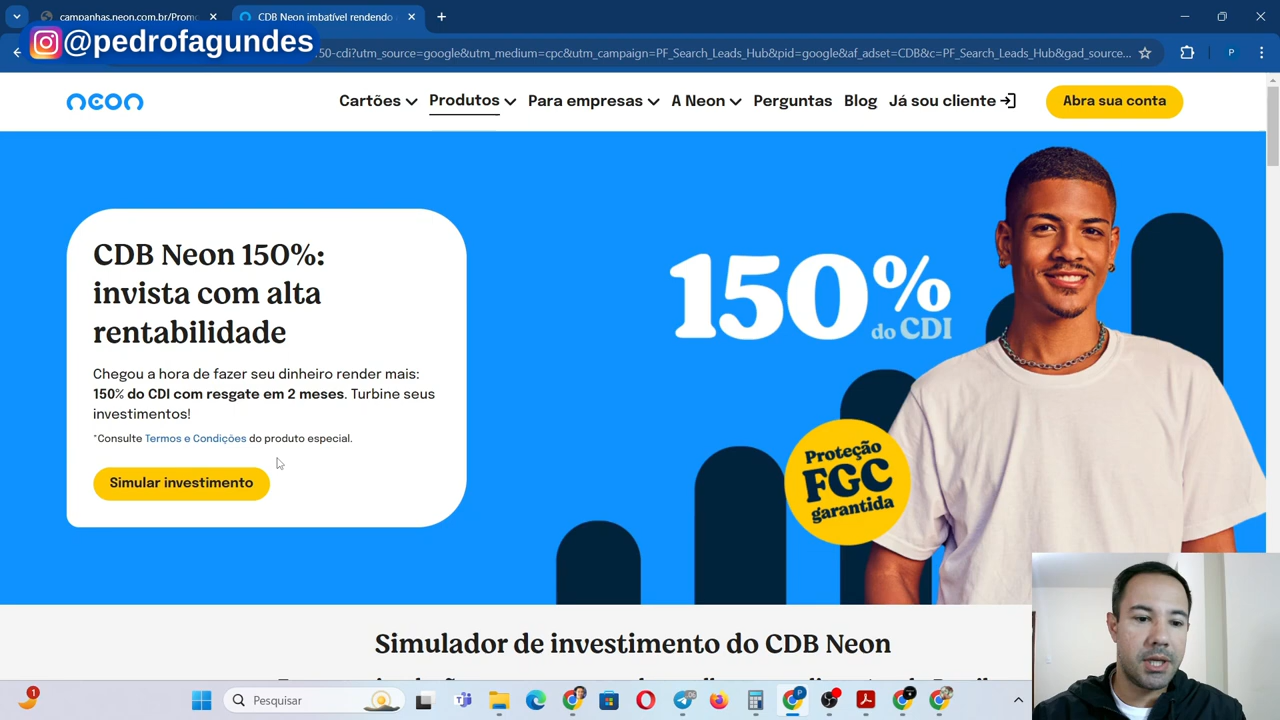 campanhas.neon.com.br/Promo
CDB Neon imbatível rendendo
@pedrofagundes
50-cdi?utm_source=google&utm_medium=cpc&utm_campaign=PF_Search_Leads_Hub&pid=google&af_adset=CDB&c=PF_Search_Leads_Hub&gad_source...
P
neon
Cartões
Produtos
Para empresas
A Neon
Perguntas
Blog
Já sou cliente
Abra sua conta
CDB Neon 150%:
invista com alta
rentabilidade
Chegou a hora de fazer seu dinheiro render mais:
150% do CDI com resgate em 2 meses. Turbine seus
investimentos!
*Consulte Termos e Condições do produto especial.
Simular investimento
150%
do CDI
Proteção
FGC
garantida
Simulador de investimento do CDB Neon
1
Pesquisar